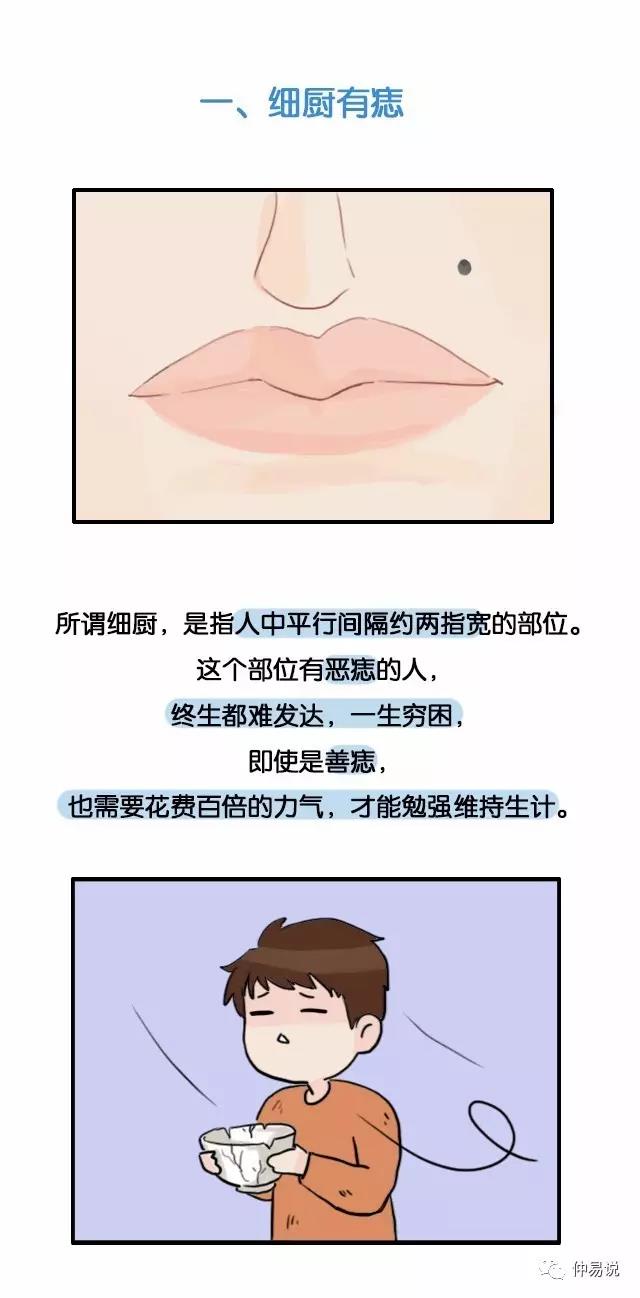 一、细厨有痣
所谓细厨，是指人中平行间隔约两指宽的部位。
这个部位有恶痣的人，
终生都难发达，一生穷困，
即使是善痣，
也需要花费百倍的力气，才能勉强维持生计。
仲易说